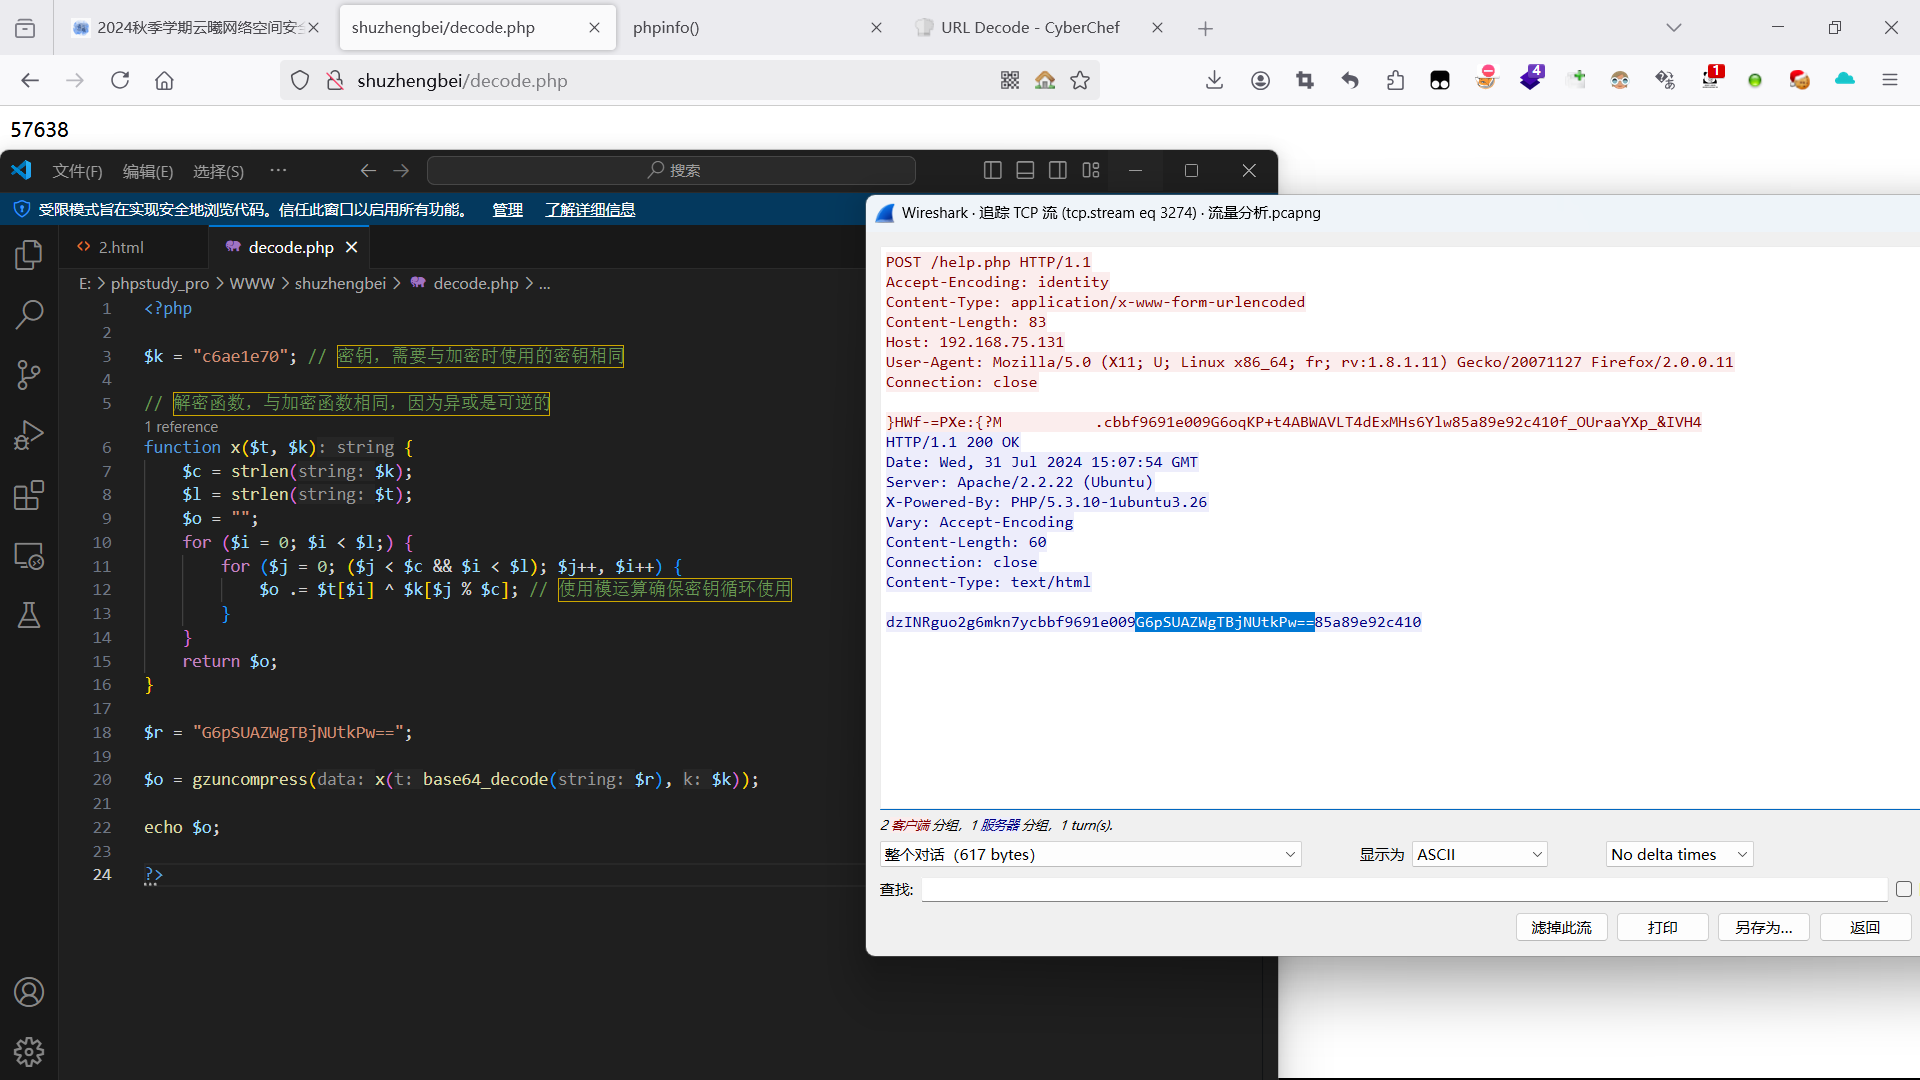 2024秋季学期云曦网络空间安全
shuzhengbei/decode.php
phpinfo()
URL Decode - CyberChef
shuzhengbei/decode.php
4
1
57638
文件(F) 编辑(E) 选择(S) ··· 搜索
受限模式旨在实现安全地浏览代码。信任此窗口以启用所有功能。 管理 了解详细信息
2.html decode.php
E: > phpstudy_pro > WWW > shuzhengbei > decode.php > ...
1 <?php
2
3 $k = "c6ae1e70"; // 密钥，需要与加密时使用的密钥相同
4
5 // 解密函数，与加密函数相同，因为异或是可逆的
1 reference
6 function x($t, $k): string {
7 $c = strlen(string: $k);
8 $l = strlen(string: $t);
9 $o = "";
10 for ($i = 0; $i < $l;) {
11 for ($j = 0; ($j < $c && $i < $l); $j++, $i++) {
12 $o .= $t[$i] ^ $k[$j % $c]; // 使用模运算确保密钥循环使用
13 }
14 }
15 return $o;
16 }
17
18 $r = "G6pSUAZWgTBjNUtkPw==";
19
20 $o = gzuncompress(data: x(t: base64_decode(string: $r), k: $k));
21
22 echo $o;
23
24 ?>
Wireshark · 追踪 TCP 流 (tcp.stream eq 3274) · 流量分析.pcapng
POST /help.php HTTP/1.1
Accept-Encoding: identity
Content-Type: application/x-www-form-urlencoded
Content-Length: 83
Host: 192.168.75.131
User-Agent: Mozilla/5.0 (X11; U; Linux x86_64; fr; rv:1.8.1.11) Gecko/20071127 Firefox/2.0.0.11
Connection: close
}HWf-=PXe:{?M .cbbf9691e009G6oqKP+t4ABWAVLT4dExMHs6Ylw85a89e92c410f_OUraaYXp_&IVH4
HTTP/1.1 200 OK
Date: Wed, 31 Jul 2024 15:07:54 GMT
Server: Apache/2.2.22 (Ubuntu)
X-Powered-By: PHP/5.3.10-1ubuntu3.26
Vary: Accept-Encoding
Content-Length: 60
Connection: close
Content-Type: text/html
dzINRguo2g6mkn7ycbbf9691e009G6pSUAZWgTBjNUtkPw==85a89e92c410
2 客户端 分组，1 服务器 分组，1 turn(s).
整个对话（617 bytes） 显示为 ASCII No delta times
查找:
滤掉此流 打印 另存为... 返回